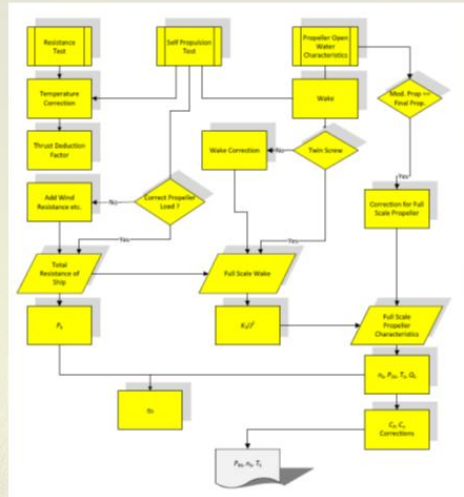 Resistance
Test
Self Propulsion
Test
Propeller Open
Water
Characteristics
Temperature
Correction
Wake
Mod. Prop ==
Final Prop.
Thrust Deduction
Factor
Wake Correction
No
Twin Screw
Add Wind
Resistance etc.
No
Correct Propeller
Load ?
Yes
Correction for Full
Scale Propeller
Yes
Yes
Total
Resistance of
Ship
Full Scale Wake
Full Scale
Propeller
Characteristics